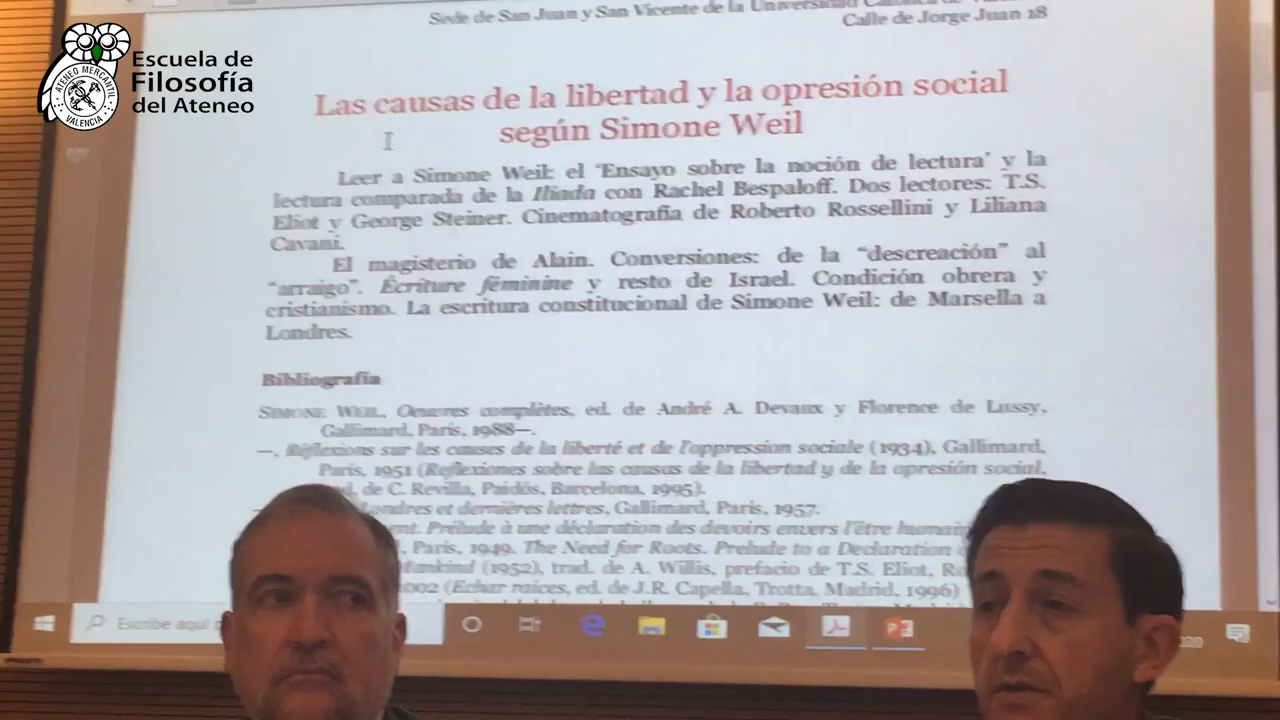 Sede de San Juan y San Vicente de la Universidad Católica de
Calle de Jorge Juan 18
Escuela de
Filosofía
del Ateneo
ATENEO MERCANTIL
VALENCIA
Las causas de la libertad y la opresión social
según Simone Weil
Leer a Simone Weil: el 'Ensayo sobre la noción de lectura' y la
lectura comparada de la Ilíada con Rachel Bespaloff. Dos lectores: T.S.
Eliot y George Steiner. Cinematografía de Roberto Rossellini y Liliana
Cavani.
El magisterio de Alain. Conversiones: de la “descreación” al
“arraigo”. Écriture féminine y resto de Israel. Condición obrera y
cristianismo. La escritura constitucional de Simone Weil: de Marsella a
Londres.
Bibliografía
SIMONE WEIL, Oeuvres complètes, ed. de André A. Devaux y Florence de Lussy,
Gallimard, París, 1988—.
—, Réflexions sur les causes de la liberté et de l'oppression sociale (1934), Gallimard,
París, 1951 (Reflexiones sobre las causas de la libertad y de la opresión social,
de C. Revilla, Paidós, Barcelona, 1995).
Londres et dernières lettres, Gallimard, París, 1957.
Prélude à une déclaration des devoirs envers l'être humain
París, 1949. The Need for Roots. Prelude to a Declaration
Mankind (1952), trad. de A. Willis, prefacio de T.S. Eliot,
2002 (Echar raíces, ed. de J.R. Capella, Trotta, Madrid, 1996)
Escribe aquí